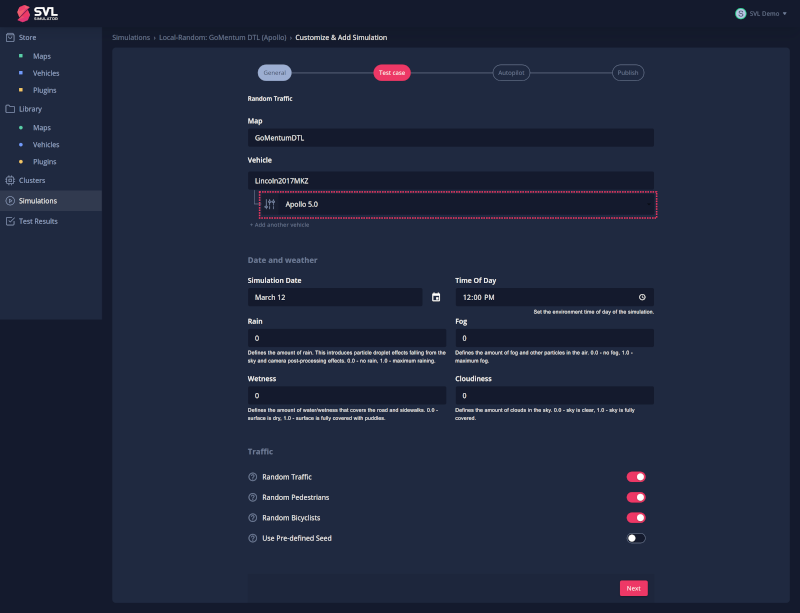 SVL
SIMULATOR
S SVL Demo
Store
Maps
Vehicles
Plugins
Library
Maps
Vehicles
Plugins
Clusters
Simulations
Test Results
Simulations › Local-Random: GoMentum DTL (Apollo) › Customize & Add Simulation
General
Test case
Autopilot
Publish
Random Traffic
Map
GoMentumDTL
Vehicle
Lincoln2017MKZ
Apollo 5.0
+ Add another vehicle
Date and weather
Simulation Date
March 12
Time Of Day
12:00 PM
Set the environment time of day of the simulation.
Rain
0
Defines the amount of rain. This introduces particle droplet effects falling from the
sky and camera post-processing effects. 0.0 - no rain, 1.0 - maximum raining.
Fog
0
Defines the amount of fog and other particles in the air. 0.0 - no fog, 1.0 -
maximum fog.
Wetness
0
Defines the amount of water/wetness that covers the road and sidewalks. 0.0 -
surface is dry, 1.0 - surface is fully covered with puddles.
Cloudiness
0
Defines the amount of clouds in the sky. 0.0 - sky is clear, 1.0 - sky is fully
covered.
Traffic
? Random Traffic
? Random Pedestrians
? Random Bicyclists
? Use Pre-defined Seed
Next